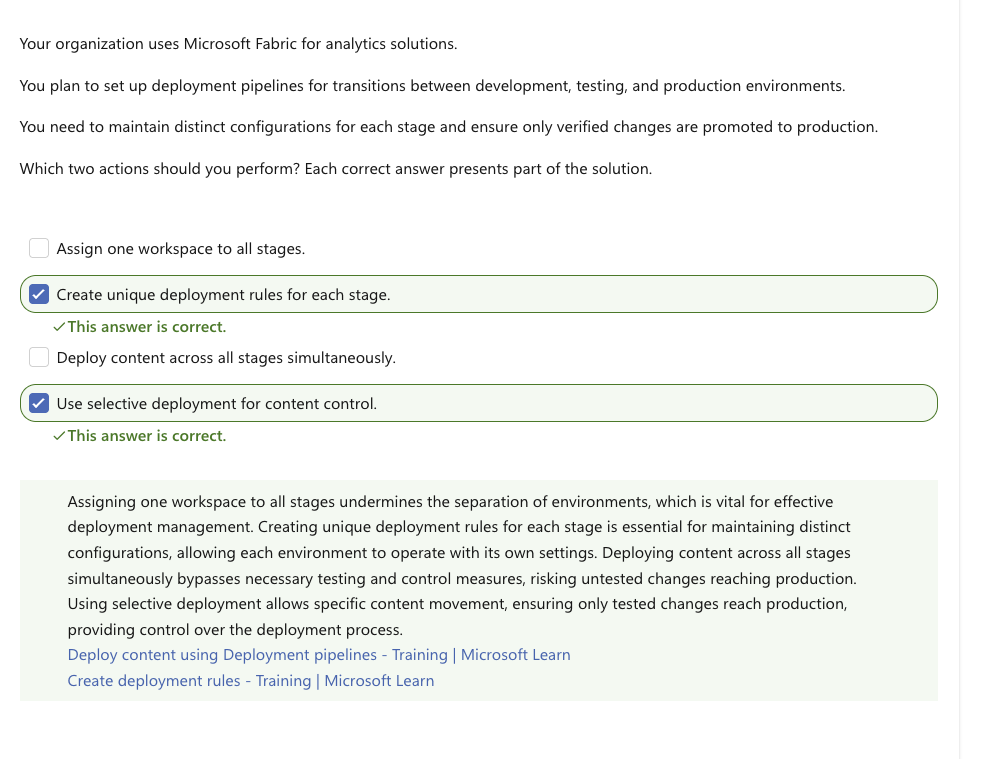 Your organization uses Microsoft Fabric for analytics solutions.
You plan to set up deployment pipelines for transitions between development, testing, and production environments.
You need to maintain distinct configurations for each stage and ensure only verified changes are promoted to production.
Which two actions should you perform? Each correct answer presents part of the solution.
Assign one workspace to all stages.
Create unique deployment rules for each stage.
This answer is correct.
Deploy content across all stages simultaneously.
Use selective deployment for content control.
This answer is correct.
Assigning one workspace to all stages undermines the separation of environments, which is vital for effective
deployment management. Creating unique deployment rules for each stage is essential for maintaining distinct
configurations, allowing each environment to operate with its own settings. Deploying content across all stages
simultaneously bypasses necessary testing and control measures, risking untested changes reaching production.
Using selective deployment allows specific content movement, ensuring only tested changes reach production,
providing control over the deployment process.
Deploy content using Deployment pipelines - Training | Microsoft Learn
Create deployment rules - Training | Microsoft Learn